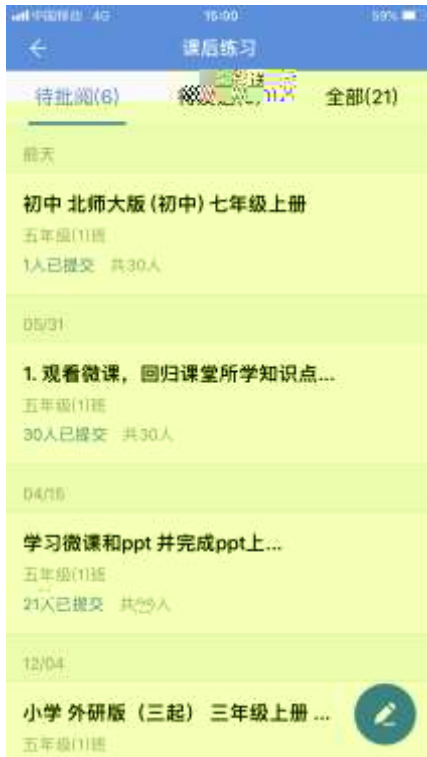 中国移动 4G 15:00 59%
课后练习
待批阅(6) 全部(21)
前天
初中 北师大版 (初中) 七年级上册
五年级(1)班
1人已提交 共30人
05/31
1. 观看微课，回归课堂所学知识点...
五年级(1)班
30人已提交 共30人
04/15
学习微课和ppt 并完成ppt上...
五年级(1)班
21人已提交
12/04
小学 外研版（三起） 三年级上册 ...
五年级(1)班